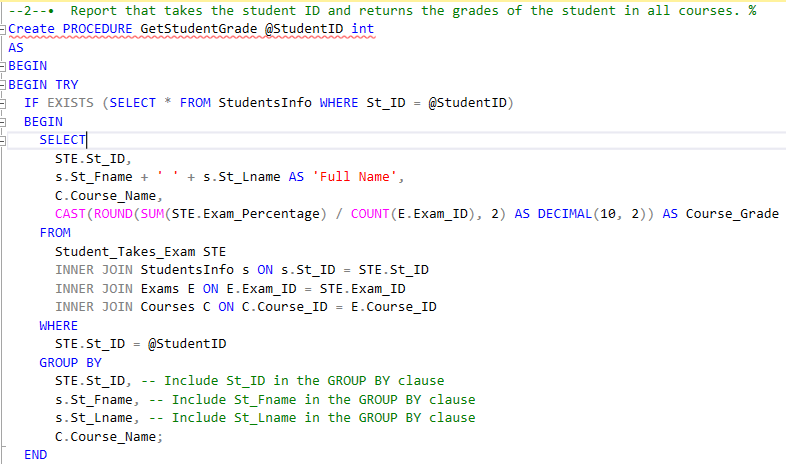 --2--•  Report that takes the student ID and returns the grades of the student in all courses. %
Create PROCEDURE GetStudentGrade @StudentID int
AS
BEGIN
BEGIN TRY
  IF EXISTS (SELECT * FROM StudentsInfo WHERE St_ID = @StudentID)
  BEGIN
    SELECT
      STE.St_ID,
      s.St_Fname + ' ' + s.St_Lname AS 'Full Name',
      C.Course_Name,
      CAST(ROUND(SUM(STE.Exam_Percentage) / COUNT(E.Exam_ID), 2) AS DECIMAL(10, 2)) AS Course_Grade
    FROM
      Student_Takes_Exam STE
      INNER JOIN StudentsInfo s ON s.St_ID = STE.St_ID
      INNER JOIN Exams E ON E.Exam_ID = STE.Exam_ID
      INNER JOIN Courses C ON C.Course_ID = E.Course_ID
    WHERE
      STE.St_ID = @StudentID
    GROUP BY
      STE.St_ID, -- Include St_ID in the GROUP BY clause
      s.St_Fname, -- Include St_Fname in the GROUP BY clause
      s.St_Lname, -- Include St_Lname in the GROUP BY clause
      C.Course_Name;
  END